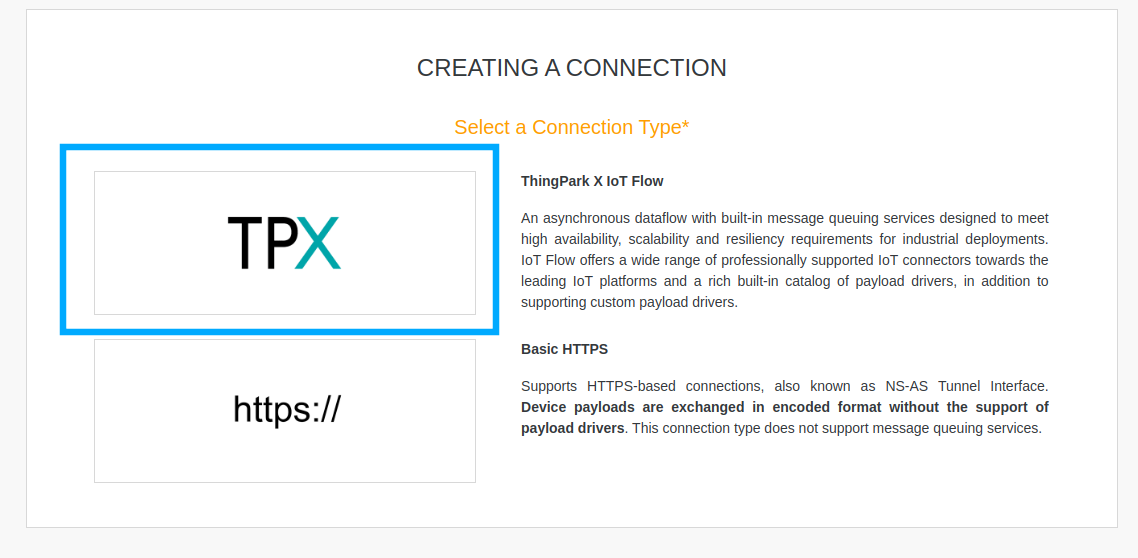 CREATING A CONNECTION
Select a Connection Type*
TPX
ThingPark X IoT Flow
An asynchronous dataflow with built-in message queuing services designed to meet
high availability, scalability and resiliency requirements for industrial deployments.
IoT Flow offers a wide range of professionally supported IoT connectors towards the
leading IoT platforms and a rich built-in catalog of payload drivers, in addition to
supporting custom payload drivers.
https://
Basic HTTPS
Supports HTTPS-based connections, also known as NS-AS Tunnel Interface.
Device payloads are exchanged in encoded format without the support of
payload drivers. This connection type does not support message queuing services.